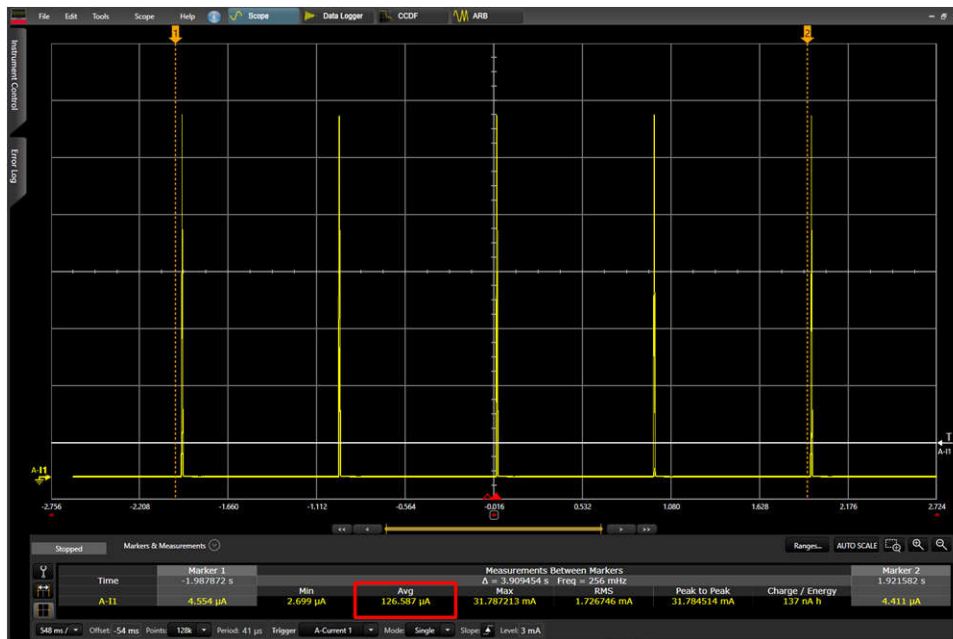 File Edit Tools Scope Help Scope Data Logger CCDF ARB
Instrument Control
Error Log
1 2
A-I1
T
A-I1
-2.756 -2.208 -1.660 -1.112 -0.564 -0.016 0.532 1.080 1.628 2.176 2.724
<< < > >>
Stopped Markers & Measurements Ranges... AUTO SCALE
Marker 1 Measurements Between Markers Marker 2
Time -1.987872 s Δ = 3.909454 s Freq = 256 mHz 1.921582 s
Min Avg Max RMS Peak to Peak Charge / Energy
A-I1 4.554 µA 2.699 µA 126.587 µA 31.787213 mA 1.726746 mA 31.784514 mA 137 nA h 4.411 µA
548 ms / Offset: -54 ms Points: 128k Period: 41 µs Trigger A-Current 1 Mode: Single Slope: Level: 3 mA